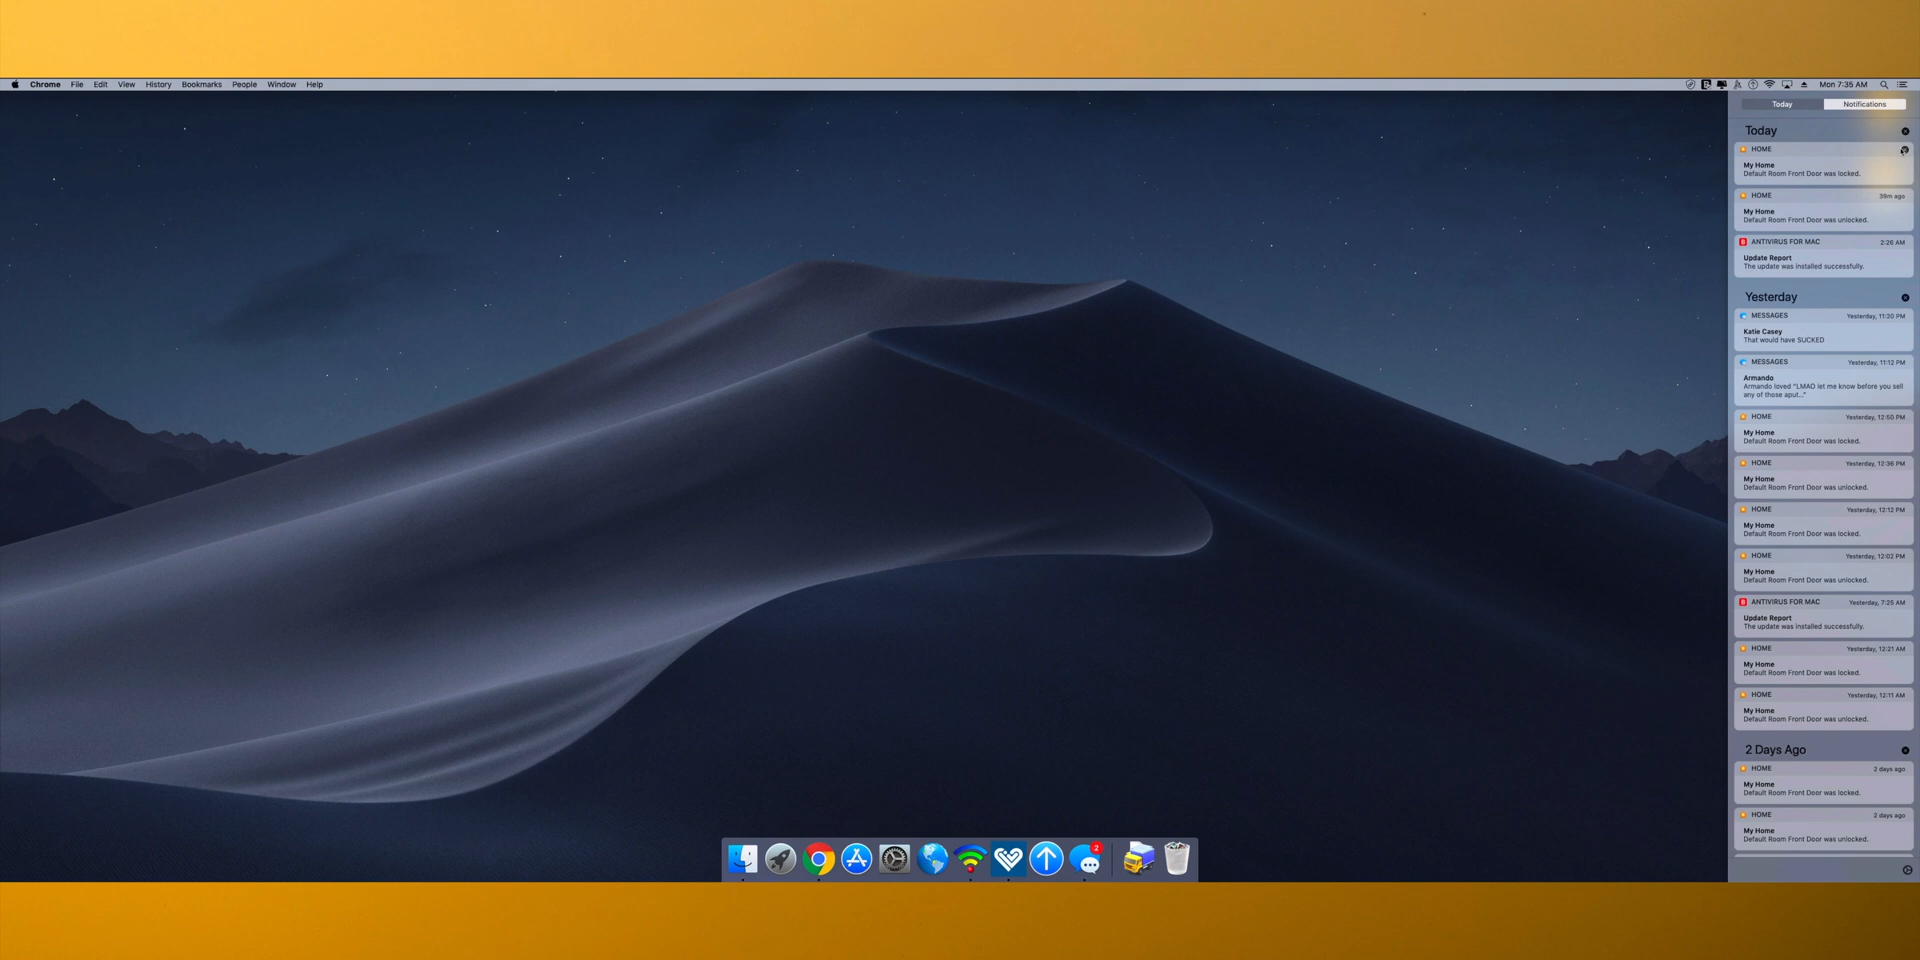 Chrome File Edit View History Bookmarks People Window Help
Mon 7:35 AM
Today Notifications
Today
HOME
My Home
Default Room Front Door was locked.
HOME 39m ago
My Home
Default Room Front Door was unlocked.
ANTIVIRUS FOR MAC 2:26 AM
Update Report
The update was installed successfully.
Yesterday
MESSAGES Yesterday, 11:20 PM
Katie Casey
That would have SUCKED
MESSAGES Yesterday, 11:12 PM
Armando
Armando loved "LMAO let me know before you sell
any of those aput..."
HOME Yesterday, 12:50 PM
My Home
Default Room Front Door was locked.
HOME Yesterday, 12:36 PM
My Home
Default Room Front Door was unlocked.
HOME Yesterday, 12:12 PM
My Home
Default Room Front Door was locked.
HOME Yesterday, 12:02 PM
My Home
Default Room Front Door was unlocked.
ANTIVIRUS FOR MAC Yesterday, 7:25 AM
Update Report
The update was installed successfully.
HOME Yesterday, 12:21 AM
My Home
Default Room Front Door was locked.
HOME Yesterday, 12:11 AM
My Home
Default Room Front Door was unlocked.
2 Days Ago
HOME 2 days ago
My Home
Default Room Front Door was locked.
HOME 2 days ago
My Home
Default Room Front Door was unlocked.
2